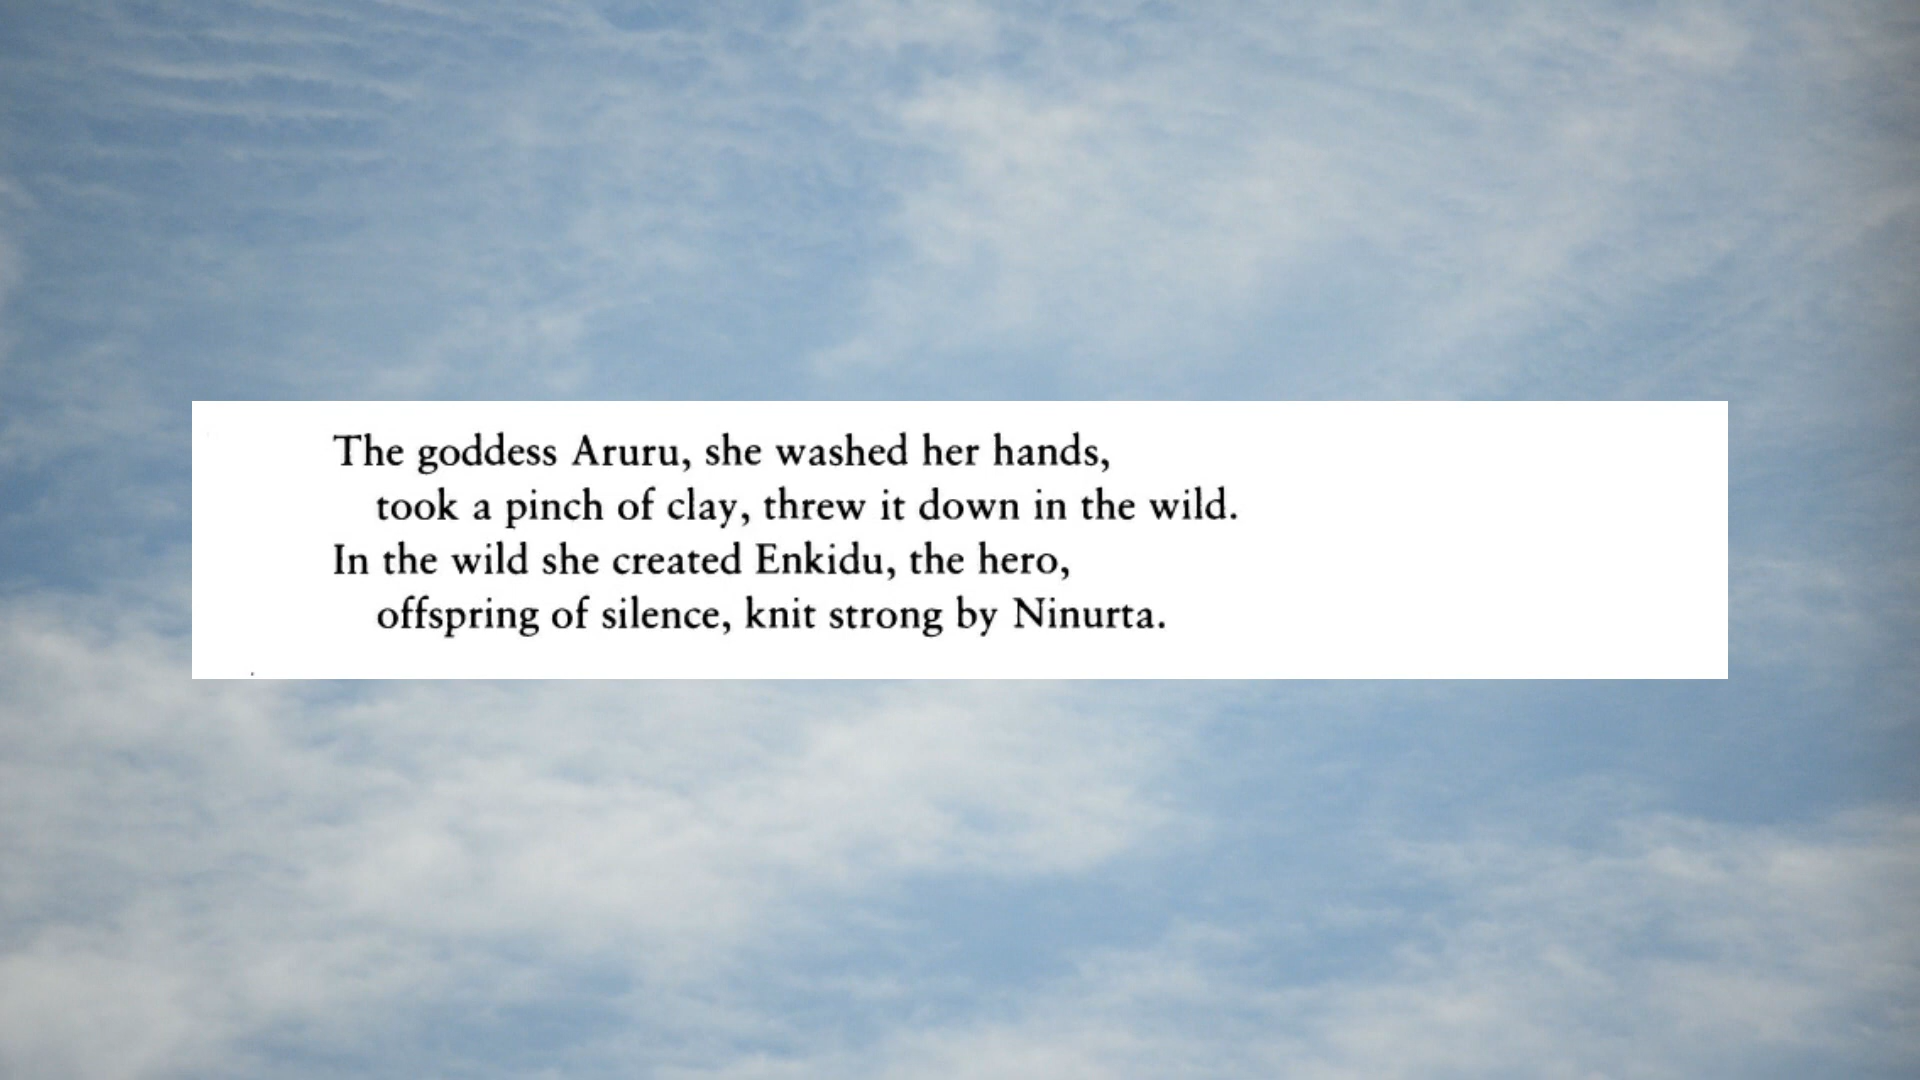 The goddess Aruru, she washed her hands,
took a pinch of clay, threw it down in the wild.
In the wild she created Enkidu, the hero,
offspring of silence, knit strong by Ninurta.